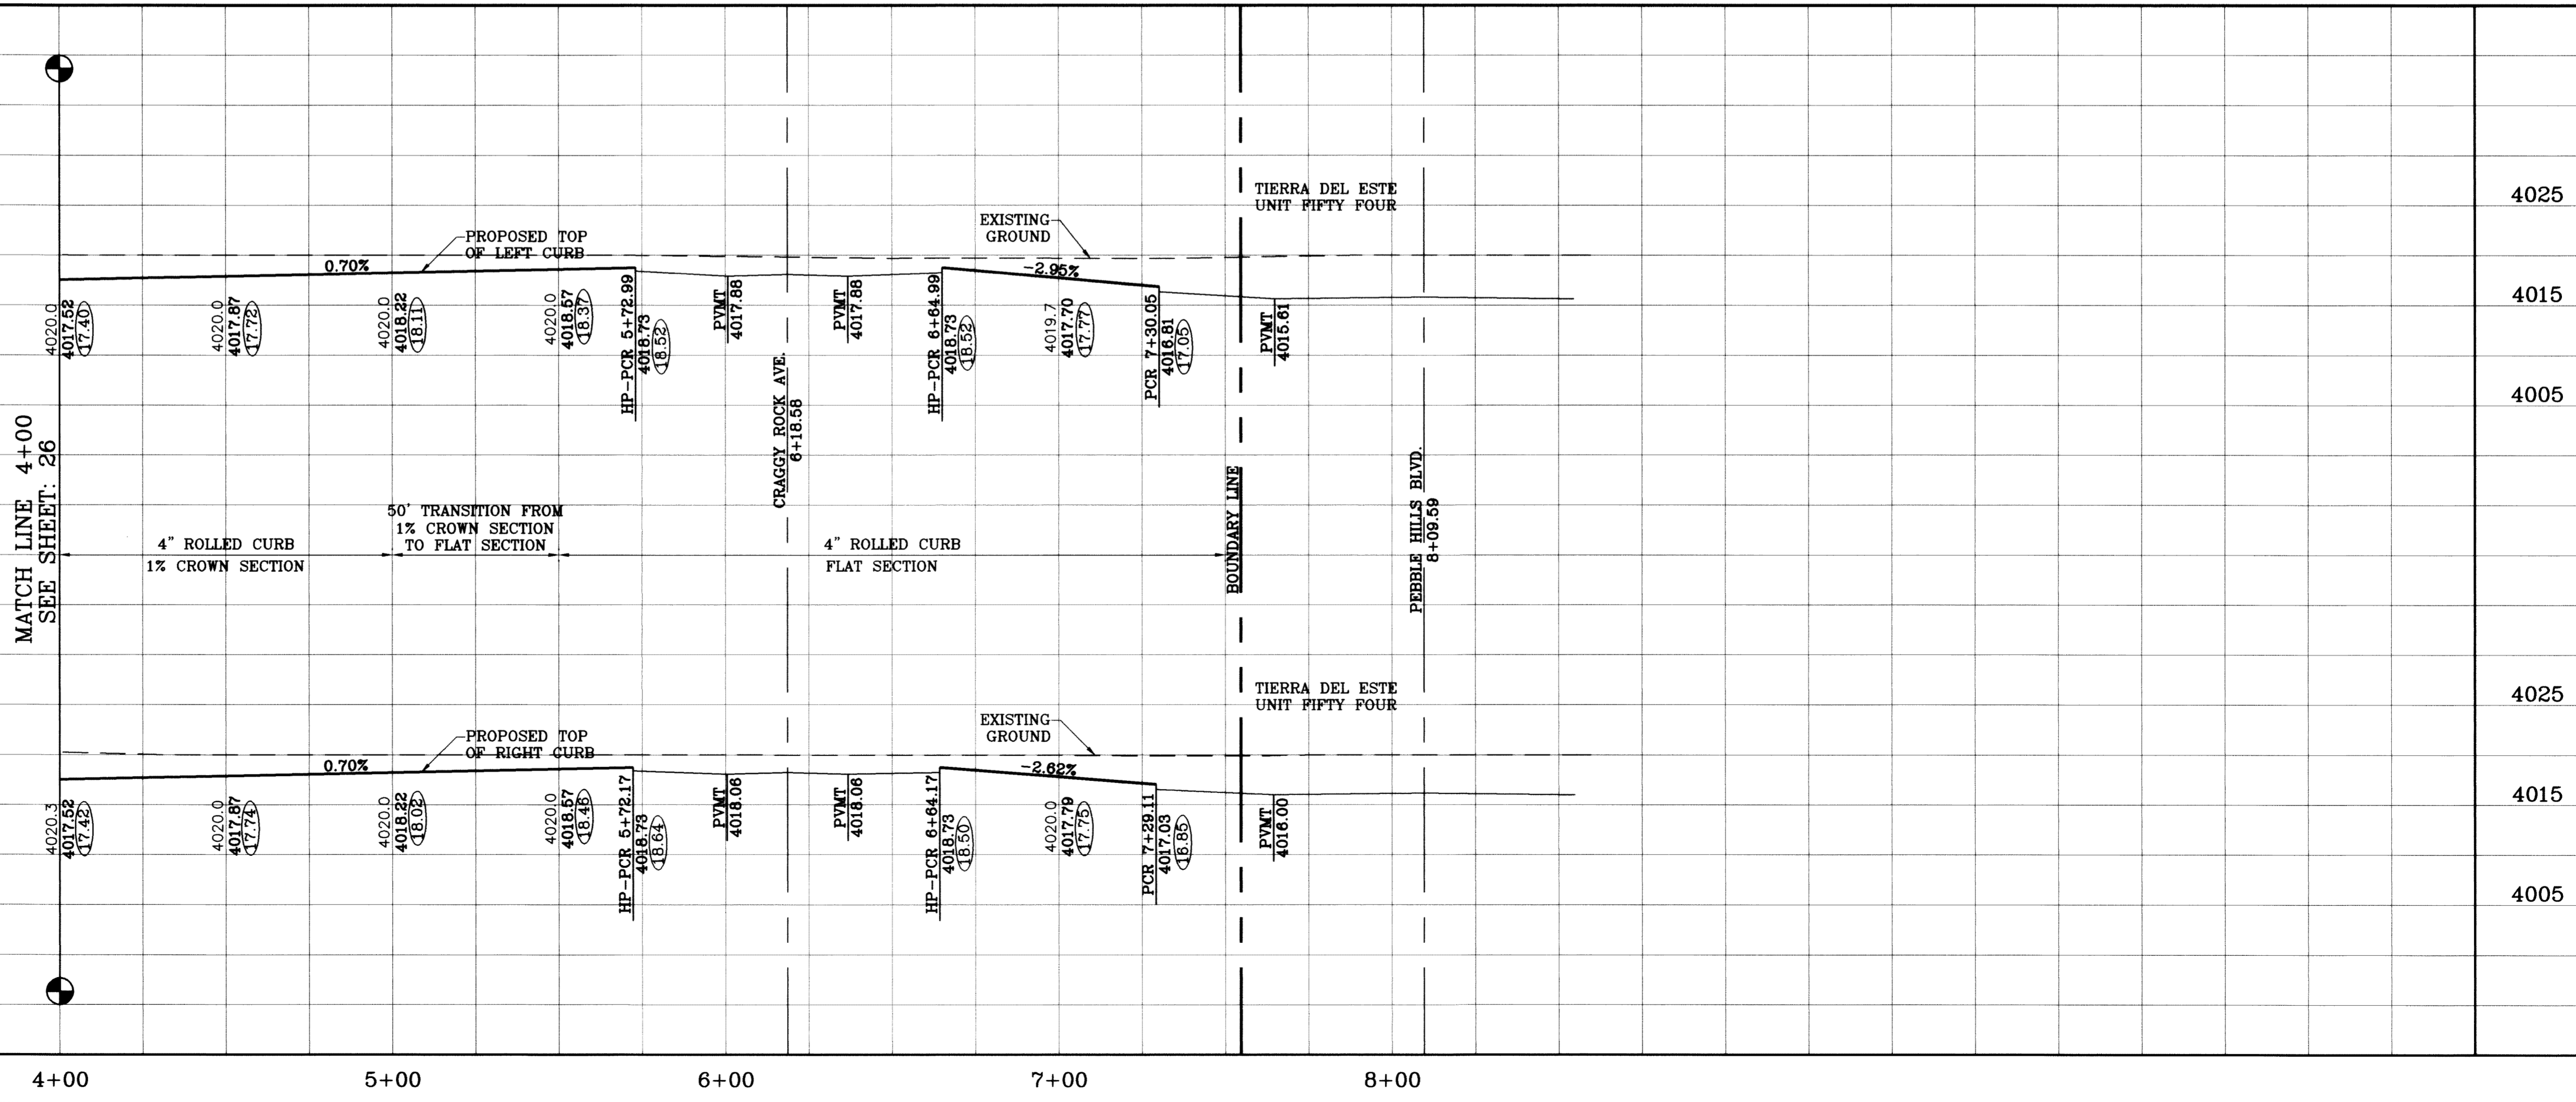 TIERRA DEL ESTE
UNIT FIFTY FOUR
4025
EXISTING
GROUND
PROPOSED TOP
OF LEFT CURB
0.70%
-2.95%
4015
4020.0
4017.52
17.40
4020.0
4017.87
17.72
4020.0
4018.22
18.11
4020.0
4018.57
18.37
HP-PCR 5+72.99
4018.73
18.52
PVMT
4017.88
PVMT
4017.88
HP-PCR 6+64.99
4018.73
18.52
4019.7
4017.70
17.77
PCR 7+30.05
4016.81
17.05
PVMT
4015.61
4005
CRAGGY ROCK AVE.
6+18.58
MATCH LINE 4+00
SEE SHEET: 26
BOUNDARY LINE
PEBBLE HILLS BLVD.
8+09.59
4" ROLLED CURB
1% CROWN SECTION
50' TRANSITION FROM
1% CROWN SECTION
TO FLAT SECTION
4" ROLLED CURB
FLAT SECTION
TIERRA DEL ESTE
UNIT FIFTY FOUR
4025
EXISTING
GROUND
PROPOSED TOP
OF RIGHT CURB
0.70%
-2.62%
4015
4020.3
4017.52
17.42
4020.0
4017.87
17.74
4020.0
4018.22
18.02
4020.0
4018.57
18.46
HP-PCR 5+72.17
4018.73
18.64
PVMT
4018.06
PVMT
4018.06
HP-PCR 6+64.17
4018.73
18.50
4020.0
4017.79
17.75
PCR 7+29.11
4017.03
16.85
PVMT
4016.00
4005
4+00
5+00
6+00
7+00
8+00